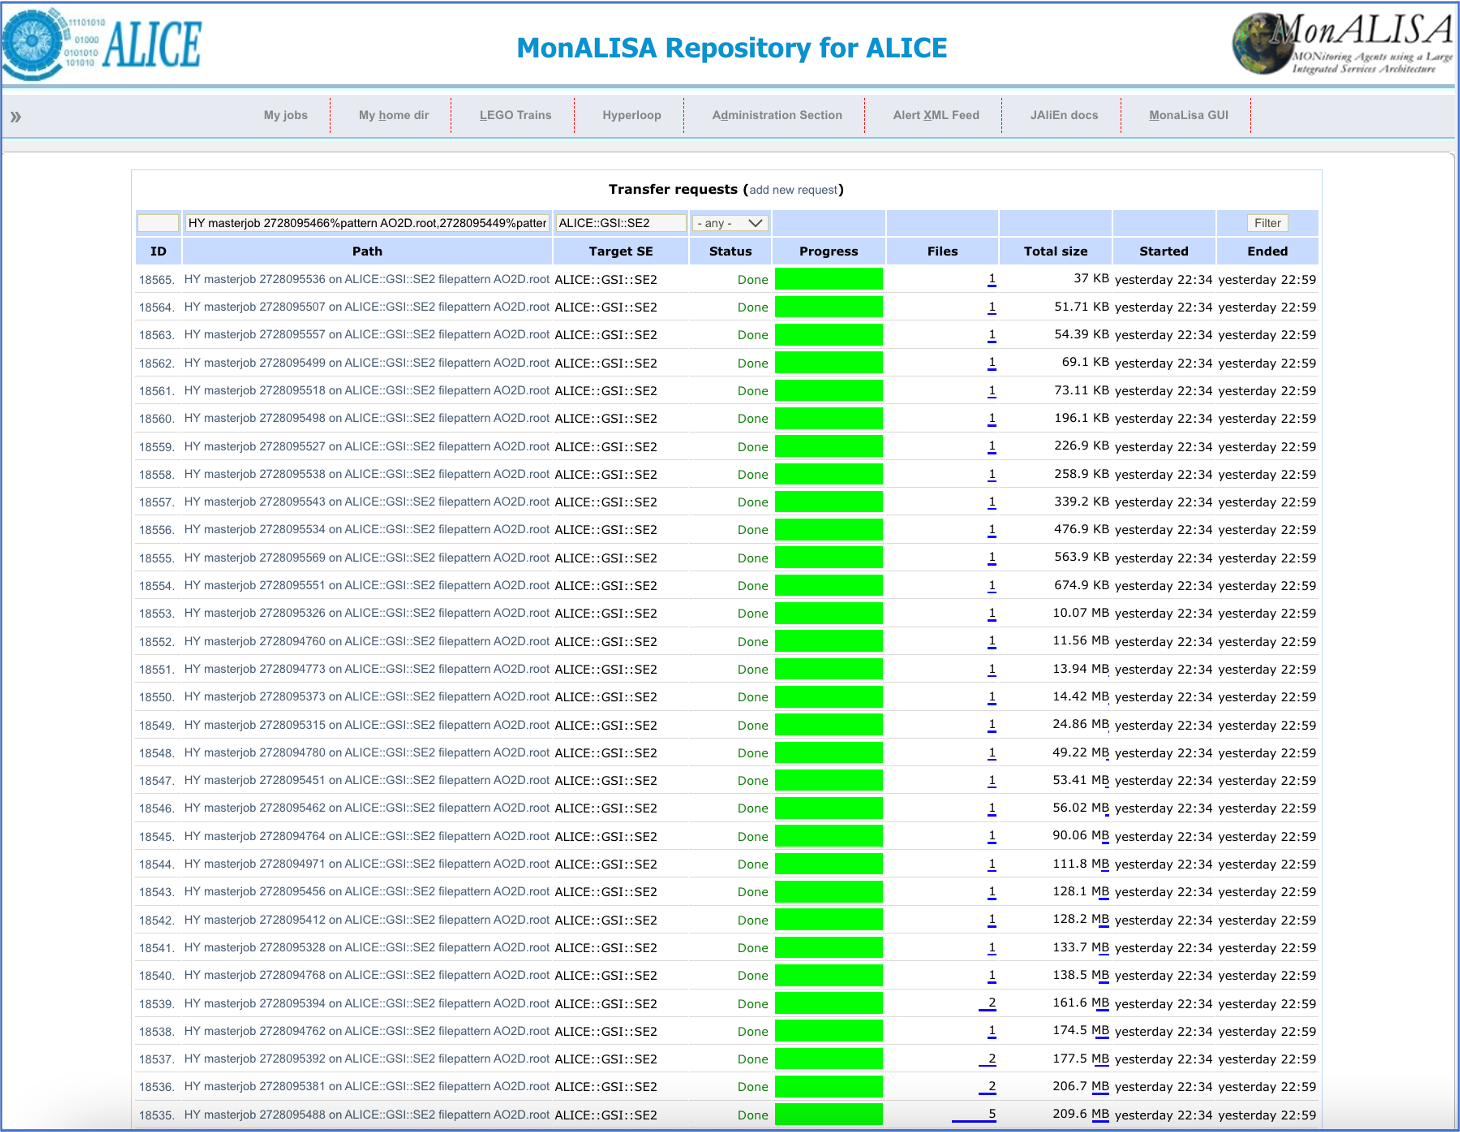 11101010
01000
0101010
101010
ALICE
MonALISA Repository for ALICE
MonALISA
MONitoring Agents using a Large
Integrated Services Architecture
» My jobs My home dir LEGO Trains Hyperloop Administration Section Alert XML Feed JAliEn docs MonaLisa GUI
Transfer requests (add new request)
HY masterjob 2728095466%pattern AO2D.root,2728095449%patter ALICE::GSI::SE2 - any - Filter
ID Path Target SE Status Progress Files Total size Started Ended
18565. HY masterjob 2728095536 on ALICE::GSI::SE2 filepattern AO2D.root ALICE::GSI::SE2 Done 1 37 KB yesterday 22:34 yesterday 22:59
18564. HY masterjob 2728095507 on ALICE::GSI::SE2 filepattern AO2D.root ALICE::GSI::SE2 Done 1 51.71 KB yesterday 22:34 yesterday 22:59
18563. HY masterjob 2728095557 on ALICE::GSI::SE2 filepattern AO2D.root ALICE::GSI::SE2 Done 1 54.39 KB yesterday 22:34 yesterday 22:59
18562. HY masterjob 2728095499 on ALICE::GSI::SE2 filepattern AO2D.root ALICE::GSI::SE2 Done 1 69.1 KB yesterday 22:34 yesterday 22:59
18561. HY masterjob 2728095518 on ALICE::GSI::SE2 filepattern AO2D.root ALICE::GSI::SE2 Done 1 73.11 KB yesterday 22:34 yesterday 22:59
18560. HY masterjob 2728095498 on ALICE::GSI::SE2 filepattern AO2D.root ALICE::GSI::SE2 Done 1 196.1 KB yesterday 22:34 yesterday 22:59
18559. HY masterjob 2728095527 on ALICE::GSI::SE2 filepattern AO2D.root ALICE::GSI::SE2 Done 1 226.9 KB yesterday 22:34 yesterday 22:59
18558. HY masterjob 2728095538 on ALICE::GSI::SE2 filepattern AO2D.root ALICE::GSI::SE2 Done 1 258.9 KB yesterday 22:34 yesterday 22:59
18557. HY masterjob 2728095543 on ALICE::GSI::SE2 filepattern AO2D.root ALICE::GSI::SE2 Done 1 339.2 KB yesterday 22:34 yesterday 22:59
18556. HY masterjob 2728095534 on ALICE::GSI::SE2 filepattern AO2D.root ALICE::GSI::SE2 Done 1 476.9 KB yesterday 22:34 yesterday 22:59
18555. HY masterjob 2728095569 on ALICE::GSI::SE2 filepattern AO2D.root ALICE::GSI::SE2 Done 1 563.9 KB yesterday 22:34 yesterday 22:59
18554. HY masterjob 2728095551 on ALICE::GSI::SE2 filepattern AO2D.root ALICE::GSI::SE2 Done 1 674.9 KB yesterday 22:34 yesterday 22:59
18553. HY masterjob 2728095326 on ALICE::GSI::SE2 filepattern AO2D.root ALICE::GSI::SE2 Done 1 10.07 MB yesterday 22:34 yesterday 22:59
18552. HY masterjob 2728094760 on ALICE::GSI::SE2 filepattern AO2D.root ALICE::GSI::SE2 Done 1 11.56 MB yesterday 22:34 yesterday 22:59
18551. HY masterjob 2728094773 on ALICE::GSI::SE2 filepattern AO2D.root ALICE::GSI::SE2 Done 1 13.94 MB yesterday 22:34 yesterday 22:59
18550. HY masterjob 2728095373 on ALICE::GSI::SE2 filepattern AO2D.root ALICE::GSI::SE2 Done 1 14.42 MB yesterday 22:34 yesterday 22:59
18549. HY masterjob 2728095315 on ALICE::GSI::SE2 filepattern AO2D.root ALICE::GSI::SE2 Done 1 24.86 MB yesterday 22:34 yesterday 22:59
18548. HY masterjob 2728094780 on ALICE::GSI::SE2 filepattern AO2D.root ALICE::GSI::SE2 Done 1 49.22 MB yesterday 22:34 yesterday 22:59
18547. HY masterjob 2728095451 on ALICE::GSI::SE2 filepattern AO2D.root ALICE::GSI::SE2 Done 1 53.41 MB yesterday 22:34 yesterday 22:59
18546. HY masterjob 2728095462 on ALICE::GSI::SE2 filepattern AO2D.root ALICE::GSI::SE2 Done 1 56.02 MB yesterday 22:34 yesterday 22:59
18545. HY masterjob 2728094764 on ALICE::GSI::SE2 filepattern AO2D.root ALICE::GSI::SE2 Done 1 90.06 MB yesterday 22:34 yesterday 22:59
18544. HY masterjob 2728094971 on ALICE::GSI::SE2 filepattern AO2D.root ALICE::GSI::SE2 Done 1 111.8 MB yesterday 22:34 yesterday 22:59
18543. HY masterjob 2728095456 on ALICE::GSI::SE2 filepattern AO2D.root ALICE::GSI::SE2 Done 1 128.1 MB yesterday 22:34 yesterday 22:59
18542. HY masterjob 2728095412 on ALICE::GSI::SE2 filepattern AO2D.root ALICE::GSI::SE2 Done 1 128.2 MB yesterday 22:34 yesterday 22:59
18541. HY masterjob 2728095328 on ALICE::GSI::SE2 filepattern AO2D.root ALICE::GSI::SE2 Done 1 133.7 MB yesterday 22:34 yesterday 22:59
18540. HY masterjob 2728094768 on ALICE::GSI::SE2 filepattern AO2D.root ALICE::GSI::SE2 Done 1 138.5 MB yesterday 22:34 yesterday 22:59
18539. HY masterjob 2728095394 on ALICE::GSI::SE2 filepattern AO2D.root ALICE::GSI::SE2 Done 2 161.6 MB yesterday 22:34 yesterday 22:59
18538. HY masterjob 2728094762 on ALICE::GSI::SE2 filepattern AO2D.root ALICE::GSI::SE2 Done 1 174.5 MB yesterday 22:34 yesterday 22:59
18537. HY masterjob 2728095392 on ALICE::GSI::SE2 filepattern AO2D.root ALICE::GSI::SE2 Done 2 177.5 MB yesterday 22:34 yesterday 22:59
18536. HY masterjob 2728095381 on ALICE::GSI::SE2 filepattern AO2D.root ALICE::GSI::SE2 Done 2 206.7 MB yesterday 22:34 yesterday 22:59
18535. HY masterjob 2728095488 on ALICE::GSI::SE2 filepattern AO2D.root ALICE::GSI::SE2 Done 5 209.6 MB yesterday 22:34 yesterday 22:59